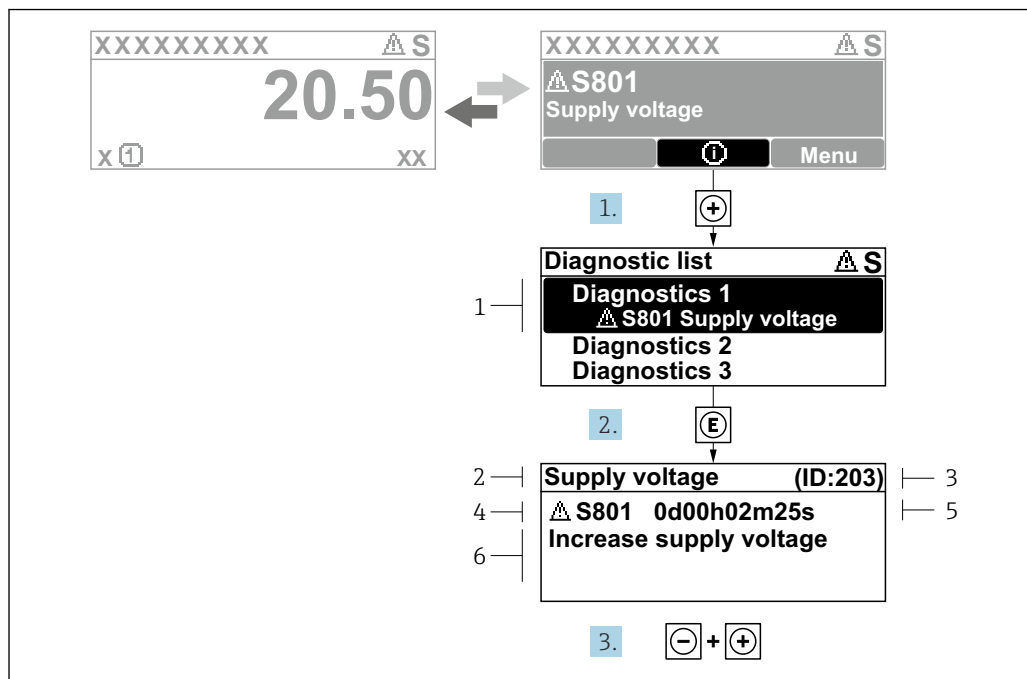 XXXXXXXXX ⚠ S
20.50
x ① xx
XXXXXXXXX ⚠ S
⚠ S801
Supply voltage
ⓘ Menu
1. +
Diagnostic list ⚠ S
1
Diagnostics 1
⚠ S801 Supply voltage
Diagnostics 2
Diagnostics 3
2. E
2 Supply voltage (ID:203) 3
4 ⚠ S801 0d00h02m25s 5
6 Increase supply voltage
3. - + +